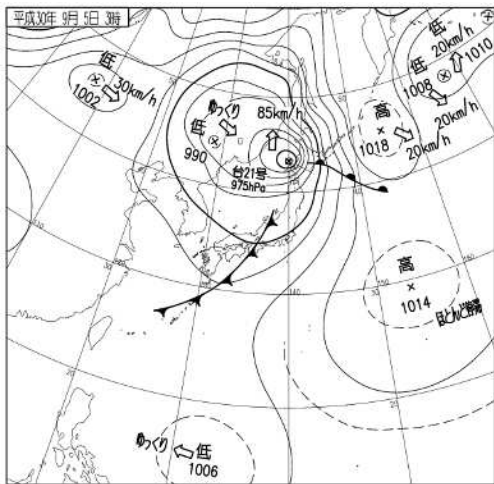 平成30年 9月 5日 3時
低
20km/h
1010
低
1008
20km/h
低
30km/h
1002
ゆっくり
低
990
85km/h
台21号
975hPa
高
1018
20km/h
高
1014
ほとんど停滞
ゆっくり
低
1006
140